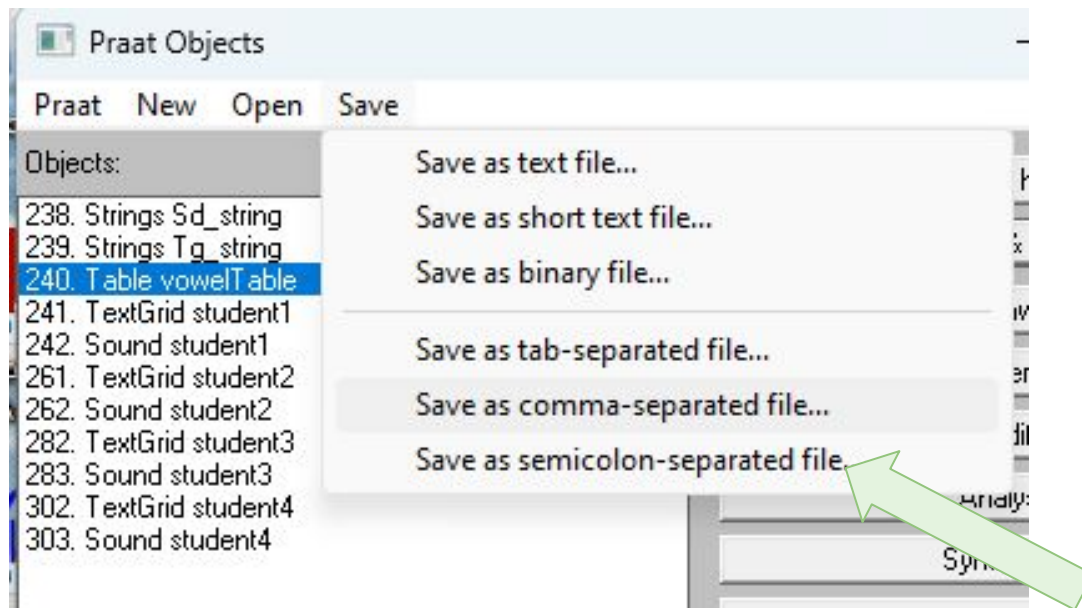 Praat Objects
Praat New Open Save
Objects:
238. Strings Sd_string
239. Strings Tg_string
240. Table vowelTable
241. TextGrid student1
242. Sound student1
261. TextGrid student2
262. Sound student2
282. TextGrid student3
283. Sound student3
302. TextGrid student4
303. Sound student4
Save as text file...
Save as short text file...
Save as binary file...
Save as tab-separated file...
Save as comma-separated file...
Save as semicolon-separated file